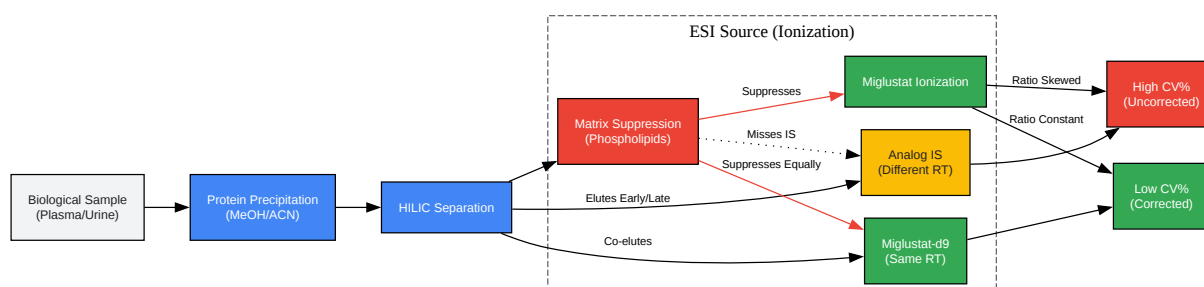 ESI Source (Ionization)
Biological Sample
(Plasma/Urine)
Protein Precipitation
(MeOH/ACN)
HILIC Separation
Matrix Suppression
(Phospholipids)
Suppresses
Misses IS
Suppresses Equally
Elutes Early/Late
Co-elutes
Miglustat Ionization
Analog IS
(Different RT)
Miglustat-d9
(Same RT)
Ratio Skewed
Ratio Constant
High CV%
(Uncorrected)
Low CV%
(Corrected)